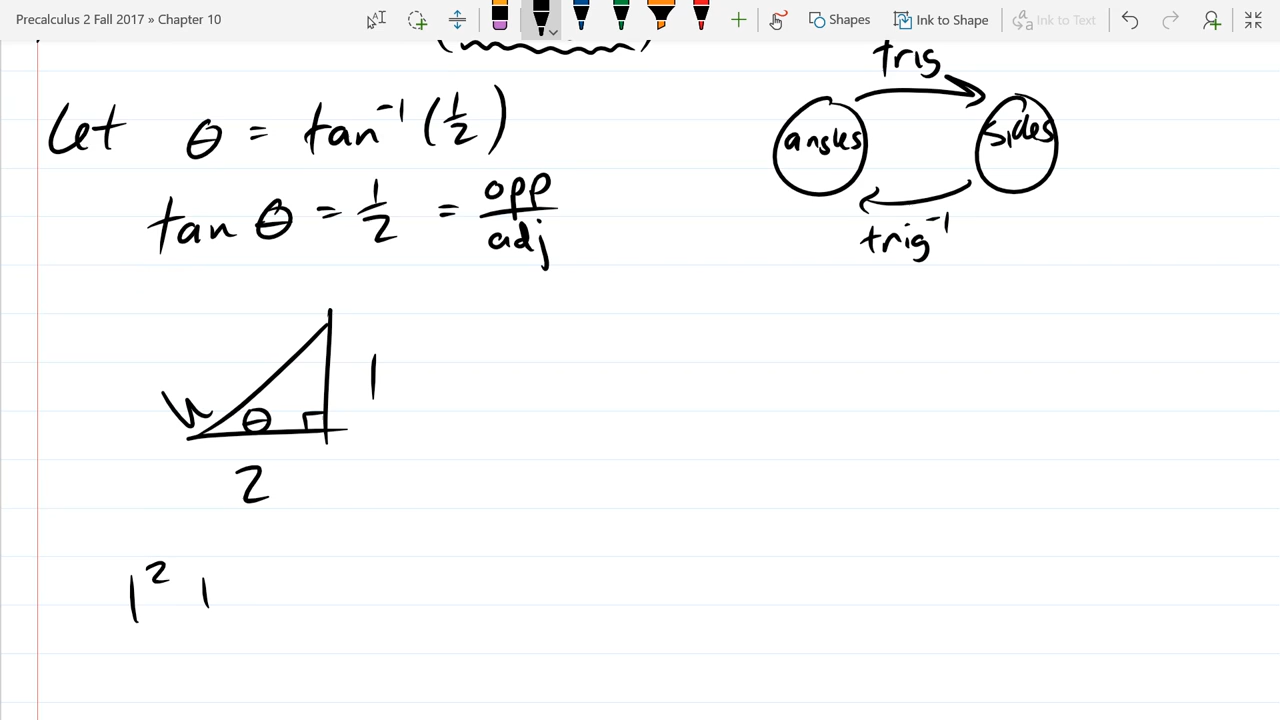 Precalculus 2 Fall 2017 » Chapter 10
Shapes
Ink to Shape
Ink to Text
trig
angles
sides
trig⁻¹
Let θ = tan⁻¹ (1/2)
tan θ = 1/2 = opp/adj
h
θ
1
2
1² 1